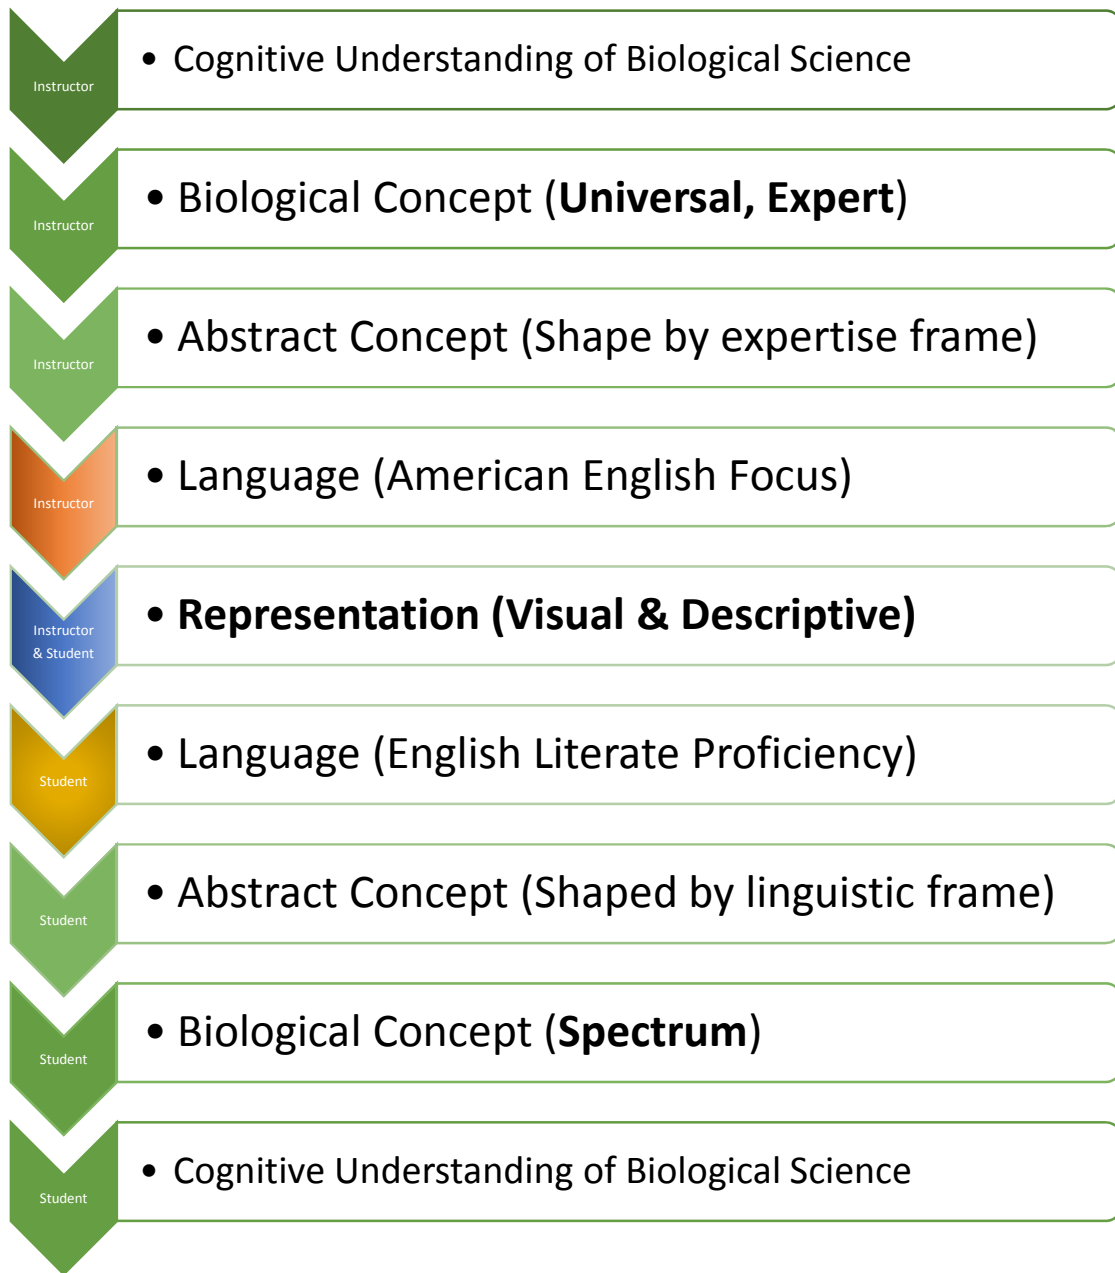 Instructor
• Cognitive Understanding of Biological Science
Instructor
• Biological Concept (Universal, Expert)
Instructor
• Abstract Concept (Shape by expertise frame)
Instructor
• Language (American English Focus)
Instructor
& Student
• Representation (Visual & Descriptive)
Student
• Language (English Literate Proficiency)
Student
• Abstract Concept (Shaped by linguistic frame)
Student
• Biological Concept (Spectrum)
Student
• Cognitive Understanding of Biological Science